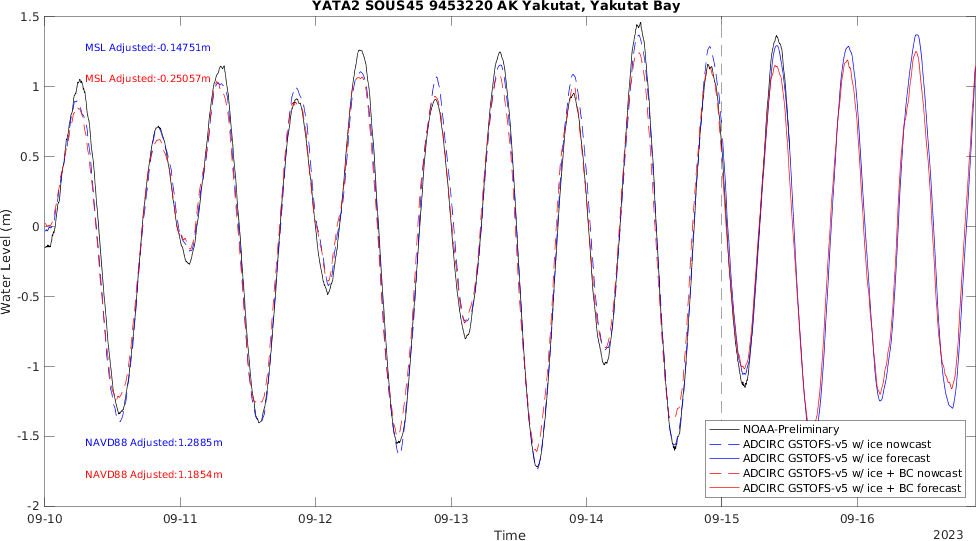 YATA2 SOUS45 9453220 AK Yakutat, Yakutat Bay
1.5
MSL Adjusted:-0.14751m
MSL Adjusted:-0.25057m
1
0.5
0
-0.5
-1
-1.5
-2
Water Level (m)
NAVD88 Adjusted:1.2885m
NAVD88 Adjusted:1.1854m
NOAA-Preliminary
ADCIRC GSTOFS-v5 w/ ice nowcast
ADCIRC GSTOFS-v5 w/ ice forecast
ADCIRC GSTOFS-v5 w/ ice + BC nowcast
ADCIRC GSTOFS-v5 w/ ice + BC forecast
09-10 09-11 09-12 09-13 09-14 09-15 09-16
Time
2023